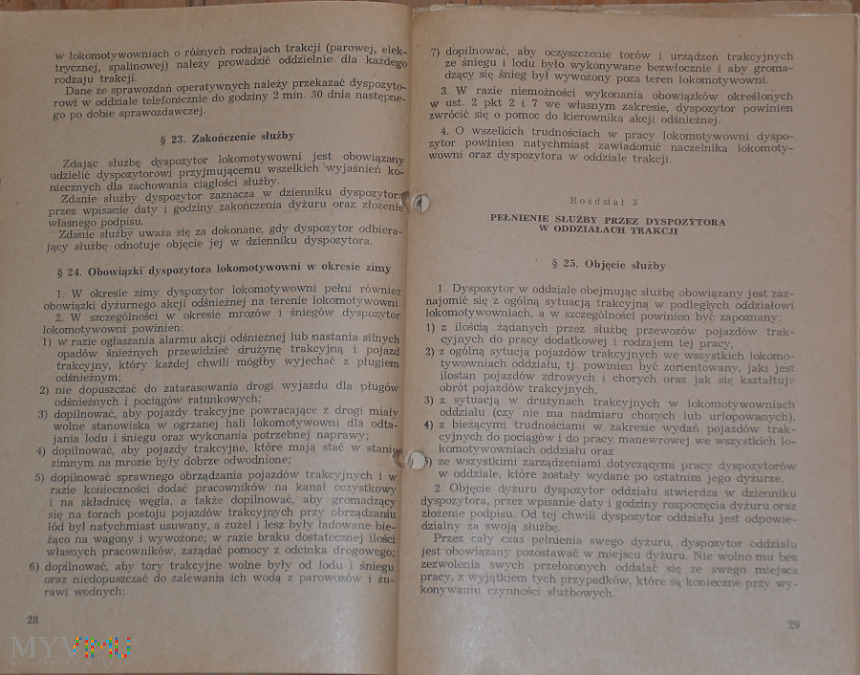 w lokomotywowniach o różnych rodzajach trakcji (parowej, elek-
trycznej, spalinowej) należy prowadzić oddzielnie dla każdego
rodzaju trakcji.
Dane ze sprawozdań operatywnych należy przekazać dyspozyto-
rowi w oddziale telefonicznie do godziny 2 min. 30 dnia następne-
go po dobie sprawozdawczej.
§ 23. Zakończenie służby
Zdając służbę dyspozytor lokomotywowni jest obowiązany
udzielić dyspozytorowi przyjmującemu wszelkich wyjaśnień ko-
niecznych dla zachowania ciągłości służby.
Zdanie służby dyspozytor zaznacza w dzienniku dyspozytora
przez wpisanie daty i godziny zakończenia dyżuru oraz złożenie
własnego podpisu.
Zdanie służby uważa się za dokonane, gdy dyspozytor odbiera-
jący służbę odnotuje objęcie jej w dzienniku dyspozytora.
§ 24. Obowiązki dyspozytora lokomotywowni w okresie zimy
1. W okresie zimy dyspozytor lokomotywowni pełni również
obowiązki dyżurnego akcji odśnieżnej na terenie lokomotywowni.
2. W szczególności w okresie mrozów i śniegów dyspozytor
lokomotywowni powinien:
1) w razie ogłaszania alarmu akcji odśnieżnej lub nastania silnych
opadów śnieżnych przewidzieć drużynę trakcyjną i pojazd
trakcyjny, który każdej chwili mógłby wyjechać z pługiem
odśnieżnym;
2) nie dopuszczać do zatarasowania drogi wyjazdu dla pługów
odśnieżnych i pociągów ratunkowych;
3) dopilnować, aby pojazdy trakcyjne powracające z drogi miały
wolne stanowiska w ogrzanej hali lokomotywowni dla odta-
jania lodu i śniegu oraz wykonania potrzebnej naprawy;
4) dopilnować, aby pojazdy trakcyjne, które mają stać w stanie
zimnym na mrozie były dobrze odwodnione;
5) dopilnować sprawnego obrządzania pojazdów trakcyjnych i w
razie konieczności dodać pracowników na kanał oczystkowy
i na składnicę węgla, a także dopilnować, aby gromadzący
się na torach postoju pojazdów trakcyjnych przy obrządzaniu
lód był natychmiast usuwany, a żużel i lesz były ładowane bie-
żąco na wagony i wywożone; w razie braku dostatecznej ilości
własnych pracowników, zażądać pomocy z odcinka drogowego;
6) dopilnować, aby tory trakcyjne wolne były od lodu i śniegu
oraz niedopuszczać do zalewania ich wodą z parowozów i żu-
rawi wodnych;
28
7) dopilnować, aby oczyszczenie torów i urządzeń trakcyjnych
ze śniegu i lodu było wykonywane bezwłocznie i aby groma-
dzący się śnieg był wywożony poza teren lokomotywowni.
3. W razie niemożności wykonania obowiązków określonych
w ust. 2 pkt 2 i 7 we własnym zakresie, dyspozytor powinien
zwrócić się o pomoc do kierownika akcji odśnieżnej.
4. O wszelkich trudnościach w pracy lokomotywowni dyspo-
zytor powinien natychmiast zawiadomić naczelnika lokomoty-
wowni oraz dyspozytora w oddziale trakcji.
Rozdział 3
PEŁNIENIE SŁUŻBY PRZEZ DYSPOZYTORA
W ODDZIAŁACH TRAKCJI
§ 25. Objęcie służby
1. Dyspozytor w oddziale obejmując służbę obowiązany jest zaz-
najomić się z ogólną sytuacją trakcyjną w podległych oddziałowi
lokomotywowniach, a w szczególności powinien być zapoznany:
1) z ilością żądanych przez służbę przewozów pojazdów trak-
cyjnych do pracy dodatkowej i rodzajem tej pracy,
2) z ogólną sytucją pojazdów trakcyjnych we wszystkich lokomo-
tywowniach oddziału, tj. powinien być zorientowany, jaki jest
ilostan pojazdów zdrowych i chorych oraz jak się kształtuje
obrót pojazdów trakcyjnych,
3) z sytuacją w drużynach trakcyjnych w lokomotywowniach
oddziału (czy nie ma nadmiaru chorych lub urlopowanych),
4) z bieżącymi trudnościami w zakresie wydań pojazdów trak-
cyjnych do pociągów i do pracy manewrowej we wszystkich lo-
komotywowniach oddziału oraz
5) ze wszystkimi zarządzeniami dotyczącymi pracy dyspozytorów
w oddziale, które zostały wydane po ostatnim jego dyżurze.
2. Objęcie dyżuru dyspozytor oddziału stwierdza w dzienniku
dyspozytora, przez wpisanie daty i godziny rozpoczęcia dyżuru oraz
złożenie podpisu. Od tej chwili dyspozytor oddziału jest odpowie-
dzialny za swoją służbę.
Przez cały czas pełnienia swego dyżuru, dyspozytor oddziału
jest obowiązany pozostawać w miejscu dyżuru. Nie wolno mu bez
zezwolenia swych przełożonych oddalać się ze swego miejsca
pracy, z wyjątkiem tych przypadków, które są konieczne przy wy-
konywaniu czynności służbowych.
29